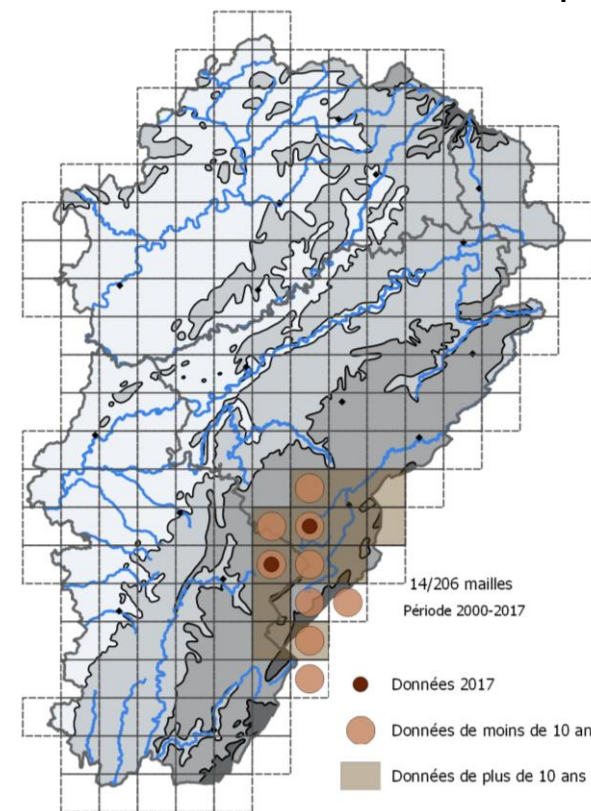 14/206 mailles
Période 2000-2017
Données 2017
Données de moins de 10 an
Données de plus de 10 ans